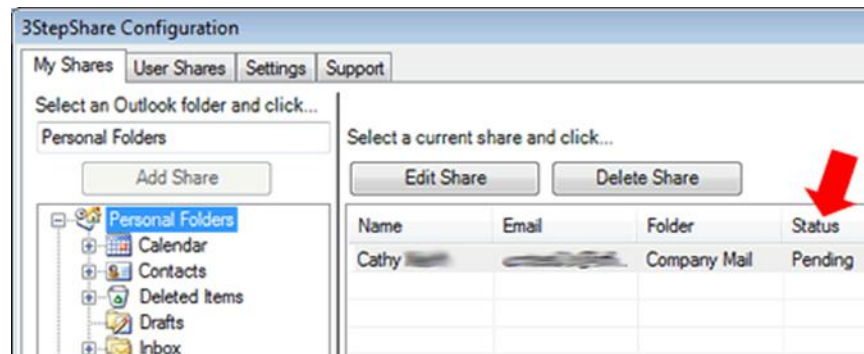 3StepShare Configuration
My Shares User Shares Settings Support
Select an Outlook folder and click...
Personal Folders
Add Share
Personal Folders
Calendar
Contacts
Deleted Items
Drafts
Inbox
Select a current share and click...
Edit Share Delete Share
Name Email Folder Status
Cathy Company Mail Pending